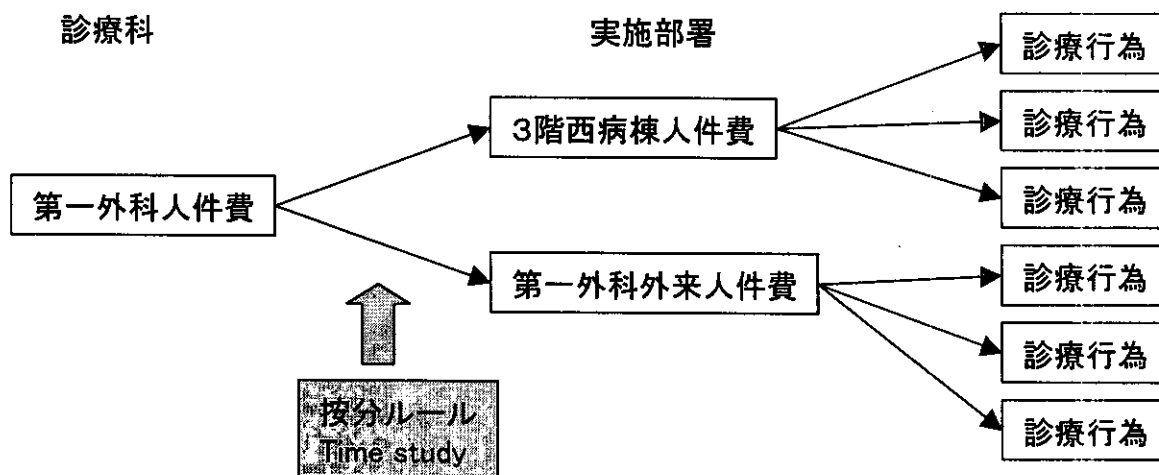 診療科
実施部署
第一外科人件費
3階西病棟人件費
第一外科外来人件費
診療行為
診療行為
診療行為
診療行為
診療行為
診療行為
按分ルール
Time study